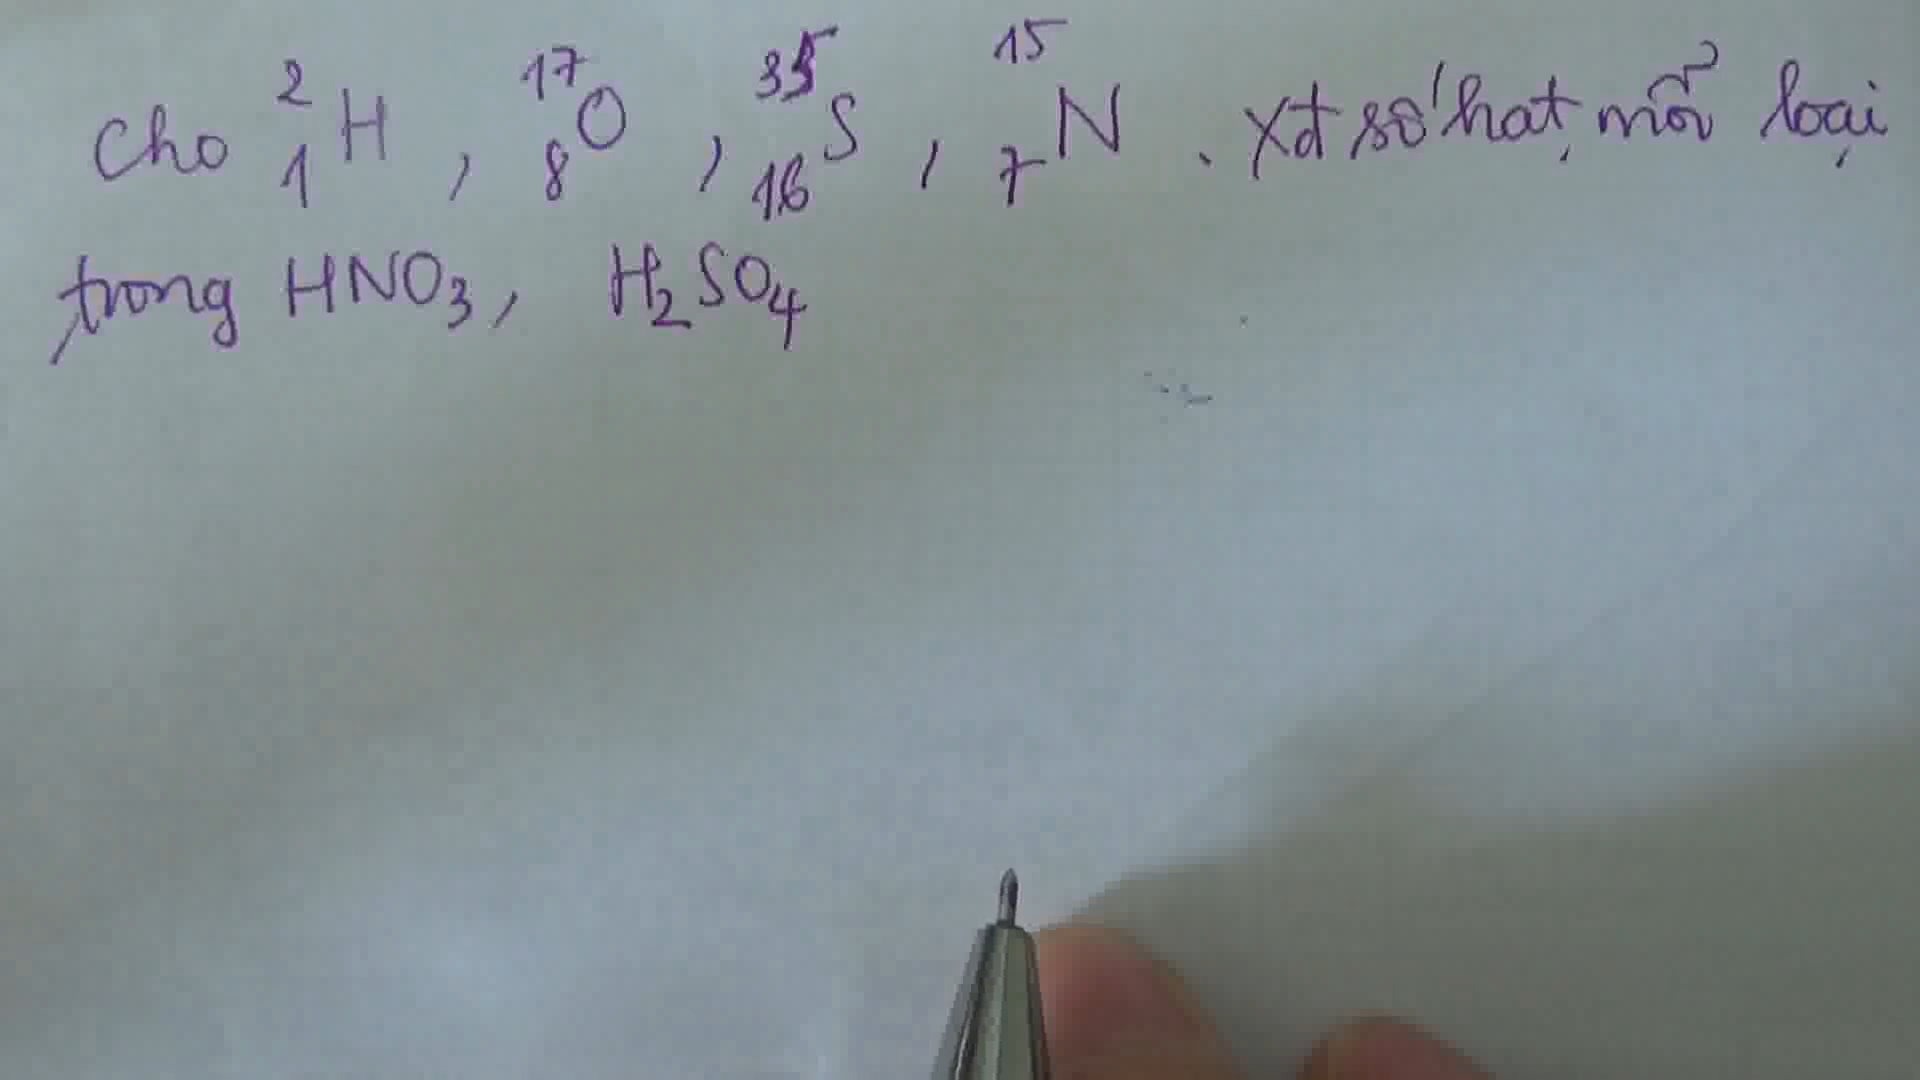 Cho ²₁H , ¹⁷₈O , ³⁵₁₆S , ¹⁵₇N . Xđ số hạt mỗi loại
trong HNO₃, H₂SO₄